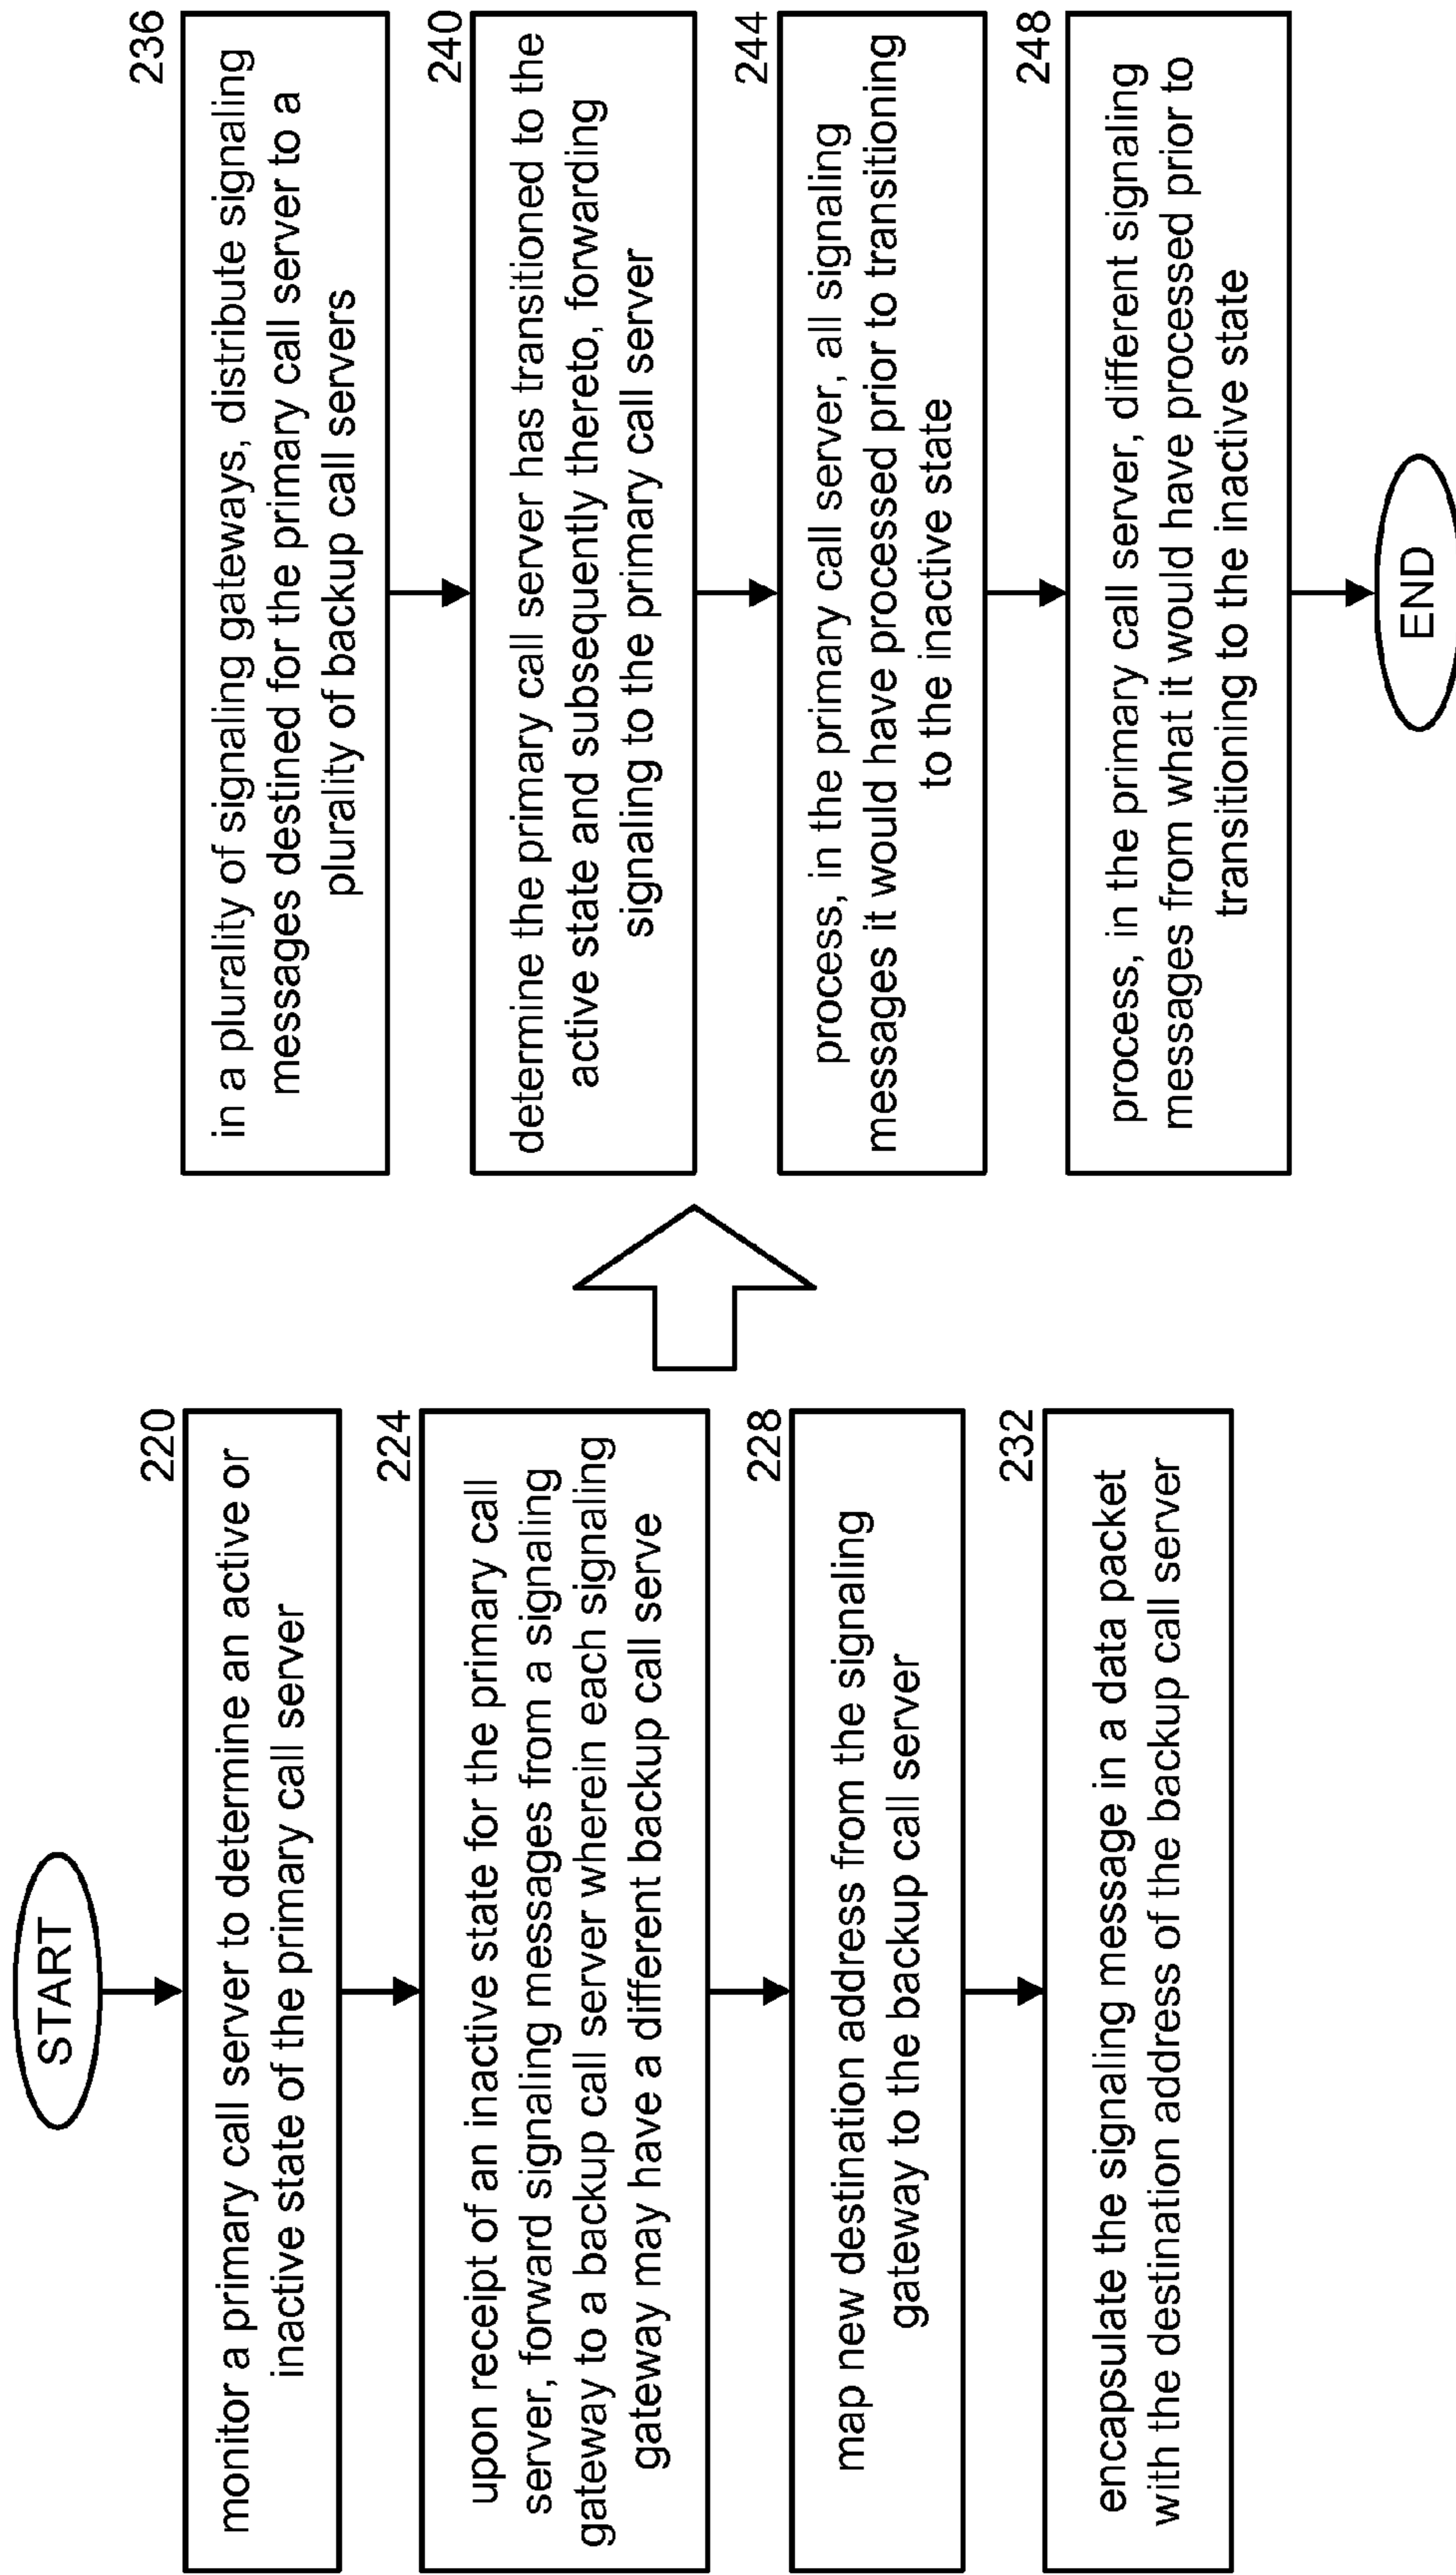 START
220
monitor a primary call server to determine an active or
inactive state of the primary call server
224
upon receipt of an inactive state for the primary call
server, forward signaling messages from a signaling
gateway to a backup call server wherein each signaling
gateway may have a different backup call serve
228
map new destination address from the signaling
gateway to the backup call server
232
encapsulate the signaling message in a data packet
with the destination address of the backup call server
236
in a plurality of signaling gateways, distribute signaling
messages destined for the primary call server to a
plurality of backup call servers
240
determine the primary call server has transitioned to the
active state and subsequently thereto, forwarding
signaling to the primary call server
244
process, in the primary call server, all signaling
messages it would have processed prior to transitioning
to the inactive state
248
process, in the primary call server, different signaling
messages from what it would have processed prior to
transitioning to the inactive state
END